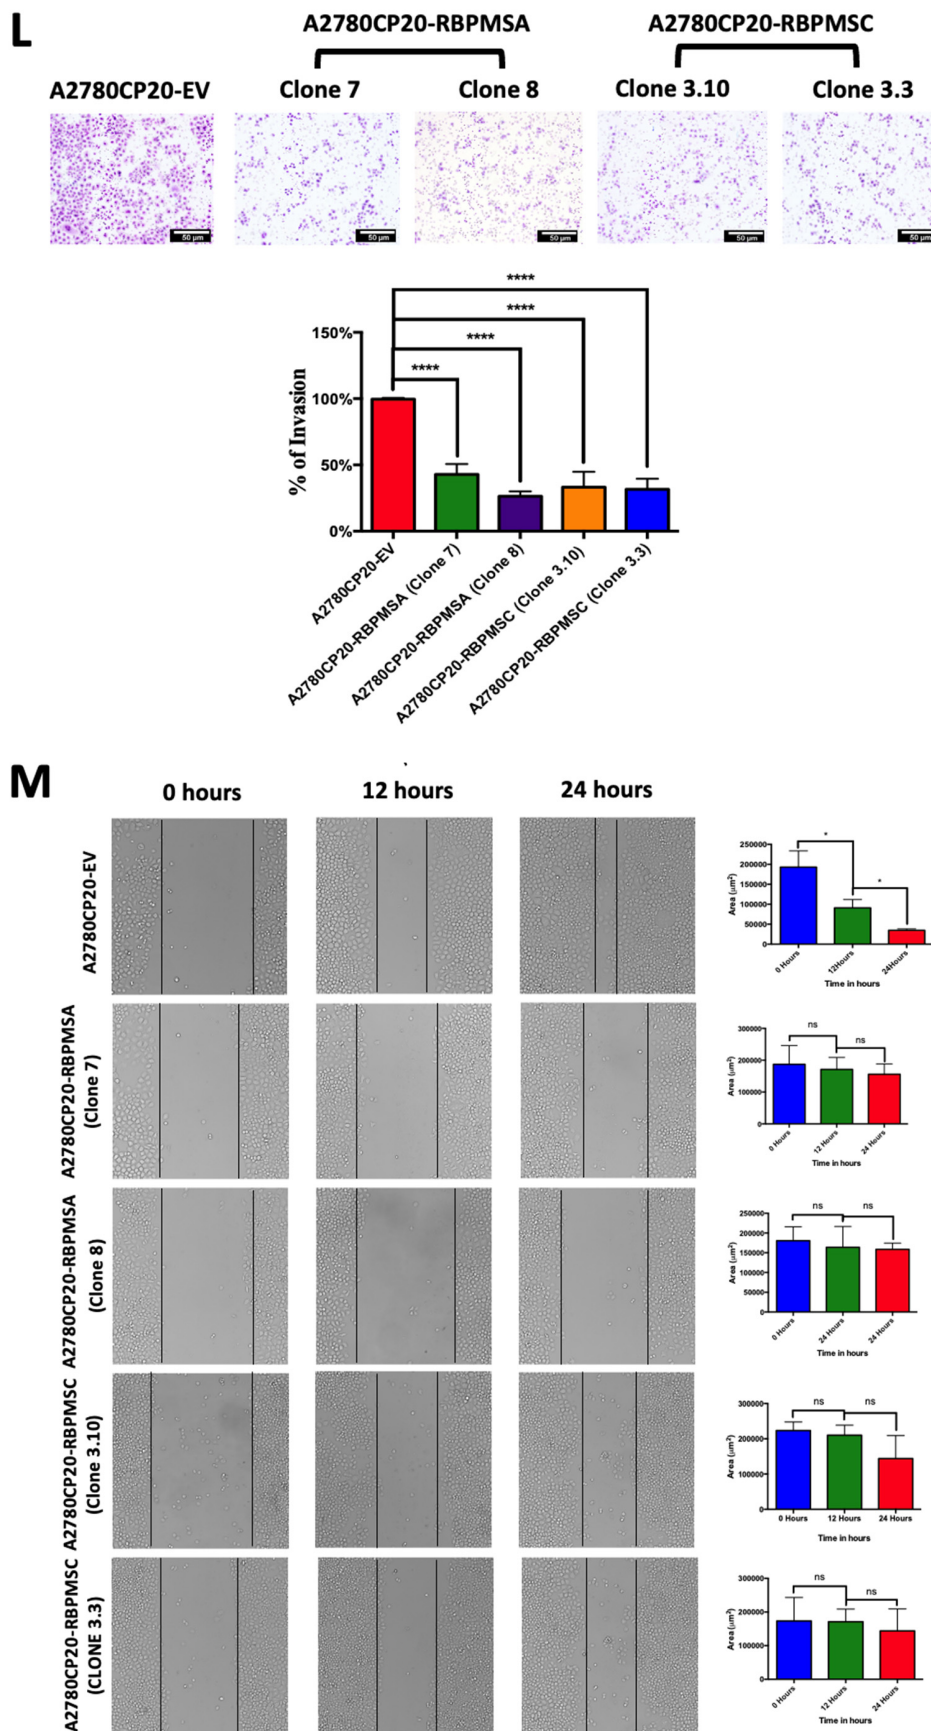 L
A2780CP20-RBPMSA
A2780CP20-RBPMSC
A2780CP20-EV
Clone 7
Clone 8
Clone 3.10
Clone 3.3
50 µm
50 µm
50 µm
50 µm
50 µm
****
****
****
****
150%
100%
50%
0%
% of Invasion
A2780CP20-EV
A2780CP20-RBPMSA (Clone 7)
A2780CP20-RBPMSA (Clone 8)
A2780CP20-RBPMSC (Clone 3.10)
A2780CP20-RBPMSC (Clone 3.3)
M
0 hours
12 hours
24 hours
A2780CP20-EV
*
*
250000
200000
150000
100000
50000
0
Area (µm²)
0 Hours
12Hours
24Hours
Time in hours
A2780CP20-RBPMSA
(Clone 7)
ns
ns
300000
200000
100000
0
Area (µm²)
0 Hours
12 Hours
24 Hours
Time in hours
A2780CP20-RBPMSA
(Clone 8)
ns
ns
250000
200000
150000
100000
50000
0
Area (µm²)
0 Hours
24 Hours
24 Hours
Time in hours
A2780CP20-RBPMSC
(Clone 3.10)
ns
ns
300000
200000
100000
0
Area (µm²)
0 Hours
12 Hours
24 Hours
Time in hours
A2780CP20-RBPMSC
(CLONE 3.3)
ns
ns
300000
200000
100000
0
Area (µm²)
0 Hours
12 Hours
24 Hours
Time in hours